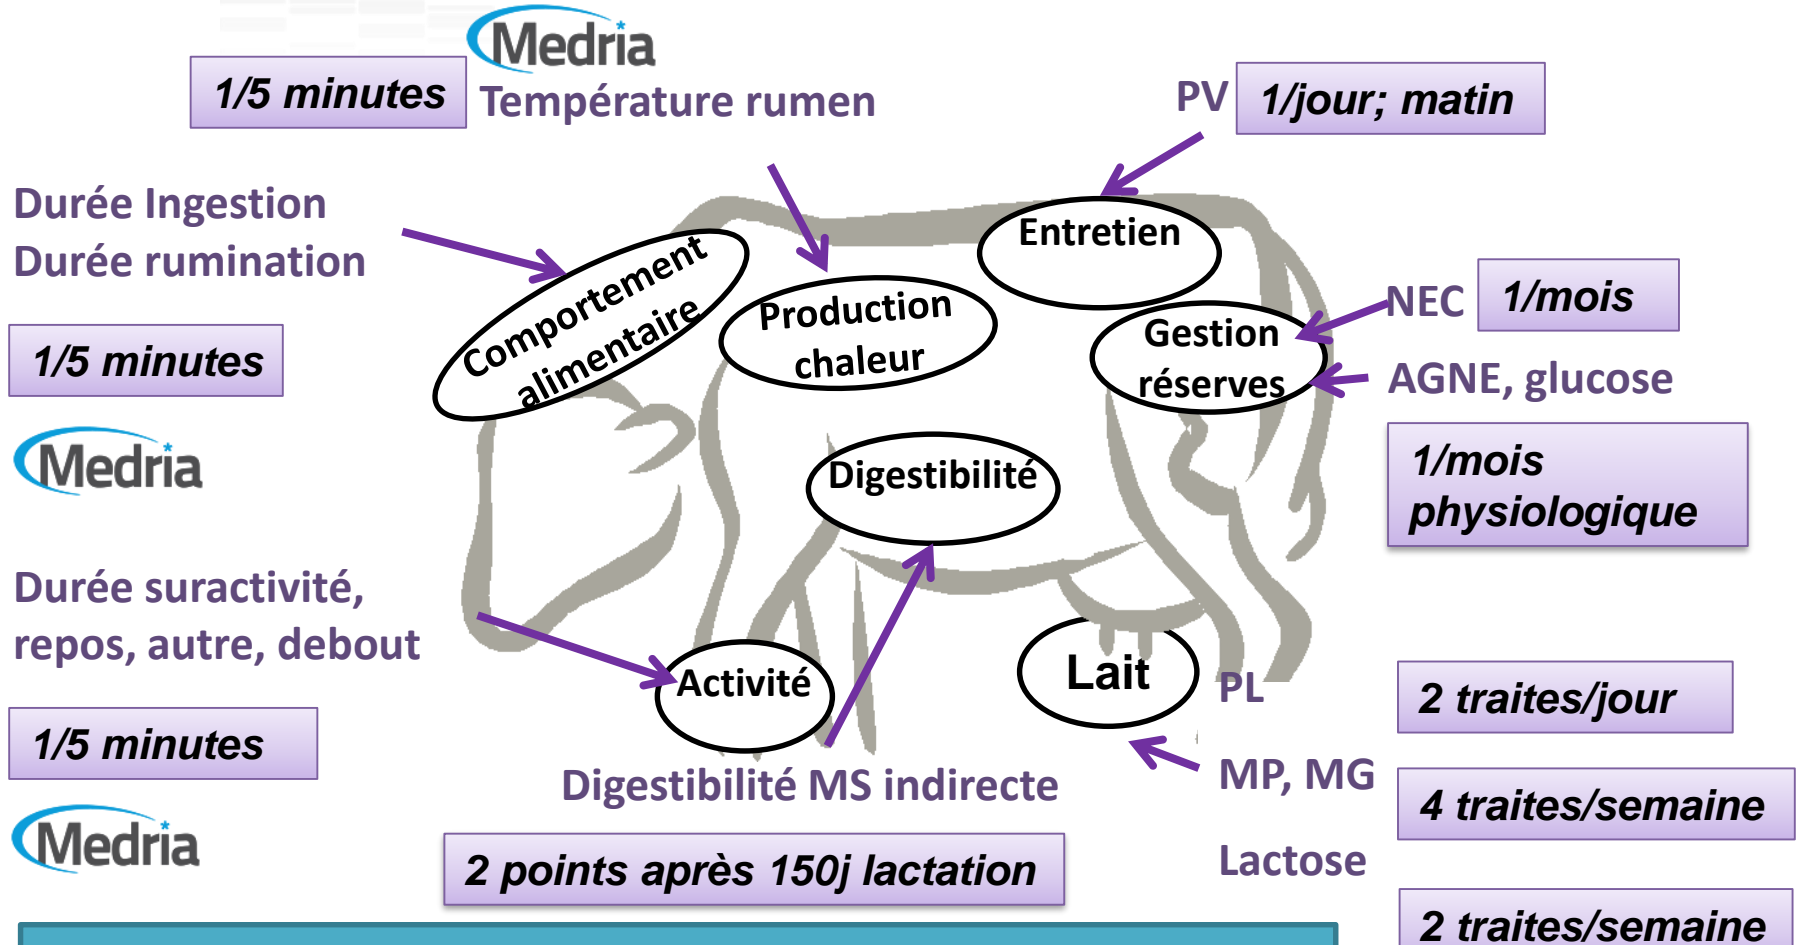 Medria
1/5 minutes
Température rumen
PV
1/jour; matin
Durée Ingestion
Durée rumination
1/5 minutes
Medria
Comportement
alimentaire
Production
chaleur
Entretien
Gestion
réserves
NEC
1/mois
AGNE, glucose
1/mois
physiologique
Digestibilité
Durée suractivité,
repos, autre, debout
1/5 minutes
Medria
Activité
Lait
Digestibilité MS indirecte
2 points après 150j lactation
PL
2 traites/jour
MP, MG
4 traites/semaine
Lactose
2 traites/semaine